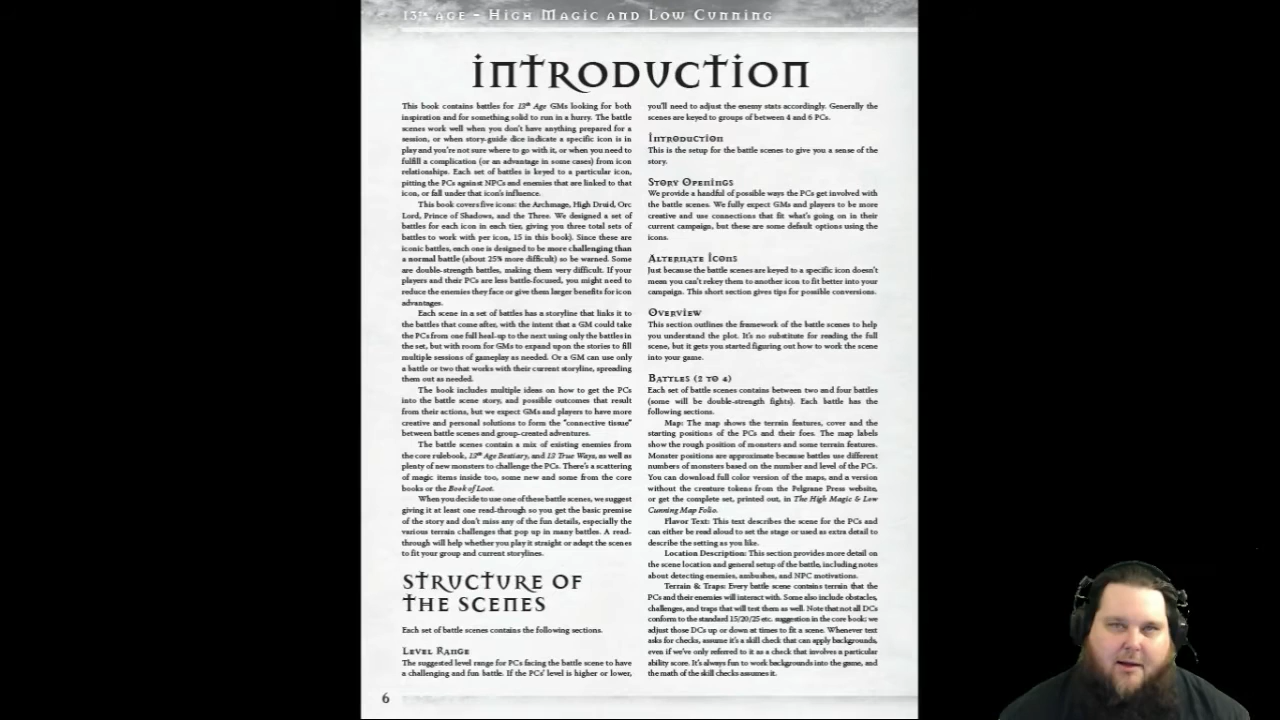 13th Age – High Magic and Low Cunning
Introduction
This book contains battles for 13th Age GMs looking for both
inspiration and for something solid to run in a hurry. The battle
scenes work well when you don't have anything prepared for a
session, or when story-guide dice indicate a specific icon is in
play and you're not sure where to go with it, or when you need to
fulfill a complication (or an advantage in some cases) from icon
relationships. Each set of battles is keyed to a particular icon,
pitting the PCs against NPCs and enemies that are linked to that
icon, or fall under that icon's influence.
This book covers five icons: the Archmage, High Druid, Orc
Lord, Prince of Shadows, and the Three. We designed a set of
battles for each icon in each tier, giving you three total sets of
battles to work with per icon, 15 in this book). Since these are
iconic battles, each one is designed to be more challenging than
a normal battle (about 25% more difficult) so be warned. Some
are double-strength battles, making them very difficult. If your
players and their PCs are less battle-focused, you might need to
reduce the enemies they face or give them larger benefits for icon
advantages.
Each scene in a set of battles has a storyline that links it to
the battles that come after, with the intent that a GM could take
the PCs from one full heal-up to the next using only the battles in
the set, but with room for GMs to expand upon the stories to fill
multiple sessions of gameplay as needed. Or a GM can use only
a battle or two that works with their current storyline, spreading
them out as needed.
The book includes multiple ideas on how to get the PCs
into the battle scene story, and possible outcomes that result
from their actions, but we expect GMs and players to have more
creative and personal solutions to form the "connective tissue"
between battle scenes and group-created adventures.
The battle scenes contain a mix of existing enemies from
the core rulebook, 13th Age Bestiary, and 13 True Ways, as well as
plenty of new monsters to challenge the PCs. There's a scattering
of magic items inside too, some new and some from the core
books or the Book of Loot.
When you decide to use one of these battle scenes, we suggest
giving it at least one read-through so you get the basic premise
of the story and don't miss any of the fun details, especially the
various terrain challenges that pop up in many battles. A read-
through will help whether you play it straight or adapt the scenes
to fit your group and current storylines.
Structure of
the Scenes
Each set of battle scenes contains the following sections.
Level Range
The suggested level range for PCs facing the battle scene to have
a challenging and fun battle. If the PCs' level is higher or lower,
6
you'll need to adjust the enemy stats accordingly. Generally the
scenes are keyed to groups of between 4 and 6 PCs.
Introduction
This is the setup for the battle scenes to give you a sense of the
story.
Story Openings
We provide a handful of possible ways the PCs get involved with
the battle scenes. We fully expect GMs and players to be more
creative and use connections that fit what's going on in their
current campaign, but these are some default options using the
icons.
Alternate Icons
Just because the battle scenes are keyed to a specific icon doesn't
mean you can't rekey them to another icon to fit better into your
campaign. This short section gives tips for possible conversions.
Overview
This section outlines the framework of the battle scenes to help
you understand the plot. It's no substitute for reading the full
scene, but it gets you started figuring out how to work the scene
into your game.
Battles (2 to 4)
Each set of battle scenes contains between two and four battles
(some will be double-strength fights). Each battle has the
following sections.
Map: The map shows the terrain features, cover and the
starting positions of the PCs and their foes. The map labels
show the rough position of monsters and some terrain features.
Monster positions are approximate because battles use different
numbers of monsters based on the number and level of the PCs.
You can download full color version of the maps, and a version
without the creature tokens from the Pelgrane Press website,
or get the complete set, printed out, in The High Magic & Low
Cunning Map Folio.
Flavor Text: This text describes the scene for the PCs and
can either be read aloud to set the stage or used as extra detail to
describe the setting as you like.
Location Description: This section provides more detail on
the scene location and general setup of the battle, including notes
about detecting enemies, ambushes, and NPC motivations.
Terrain & Traps: Every battle scene contains terrain that the
PCs and their enemies will interact with. Some also include obstacles,
challenges, and traps that will test them as well. Note that not all DCs
conform to the standard 15/20/25 etc. suggestion in the core book; we
adjust those DCs up or down at times to fit a scene. Whenever text
asks for checks, assume it's a skill check that can apply backgrounds,
even if we've only referred to it as a check that involves a particular
ability score. It's always fun to work backgrounds into the game, and
the math of the skill checks assumes it.